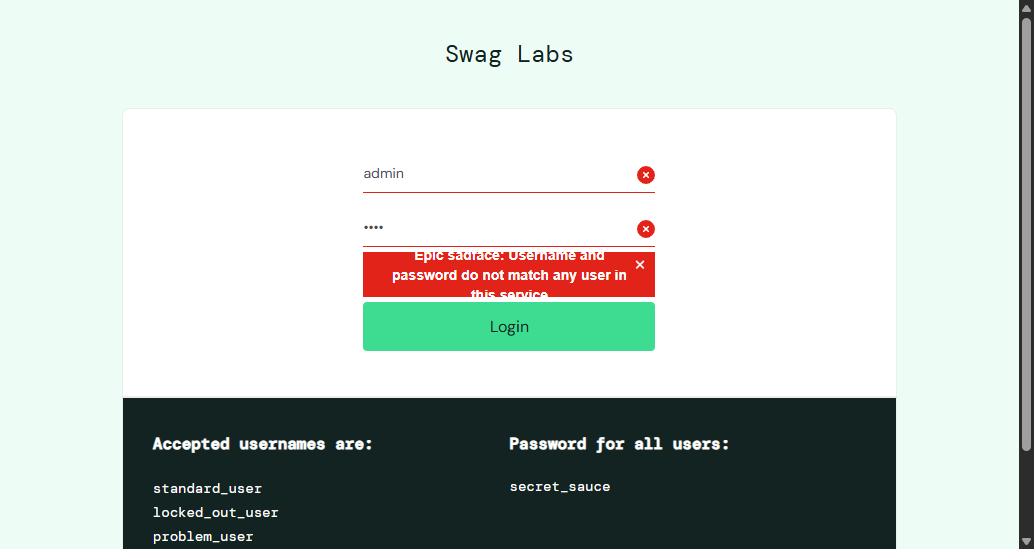 Swag Labs
admin
••••
Epic sadface: Username and
password do not match any user in
this service
Login
Accepted usernames are:
standard_user
locked_out_user
problem_user
Password for all users:
secret_sauce